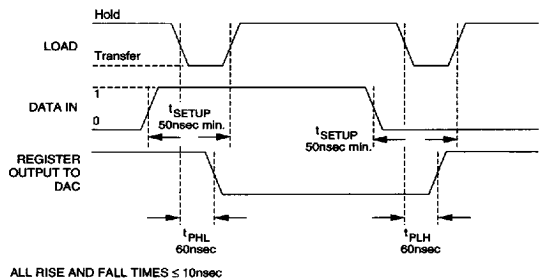 Hold
LOAD
Transfer
1
DATA IN
0
tSETUP
50nsec min.
tSETUP
50nsec min.
REGISTER
OUTPUT TO
DAC
tPHL
60nsec
tPLH
60nsec
ALL RISE AND FALL TIMES ≤ 10nsec